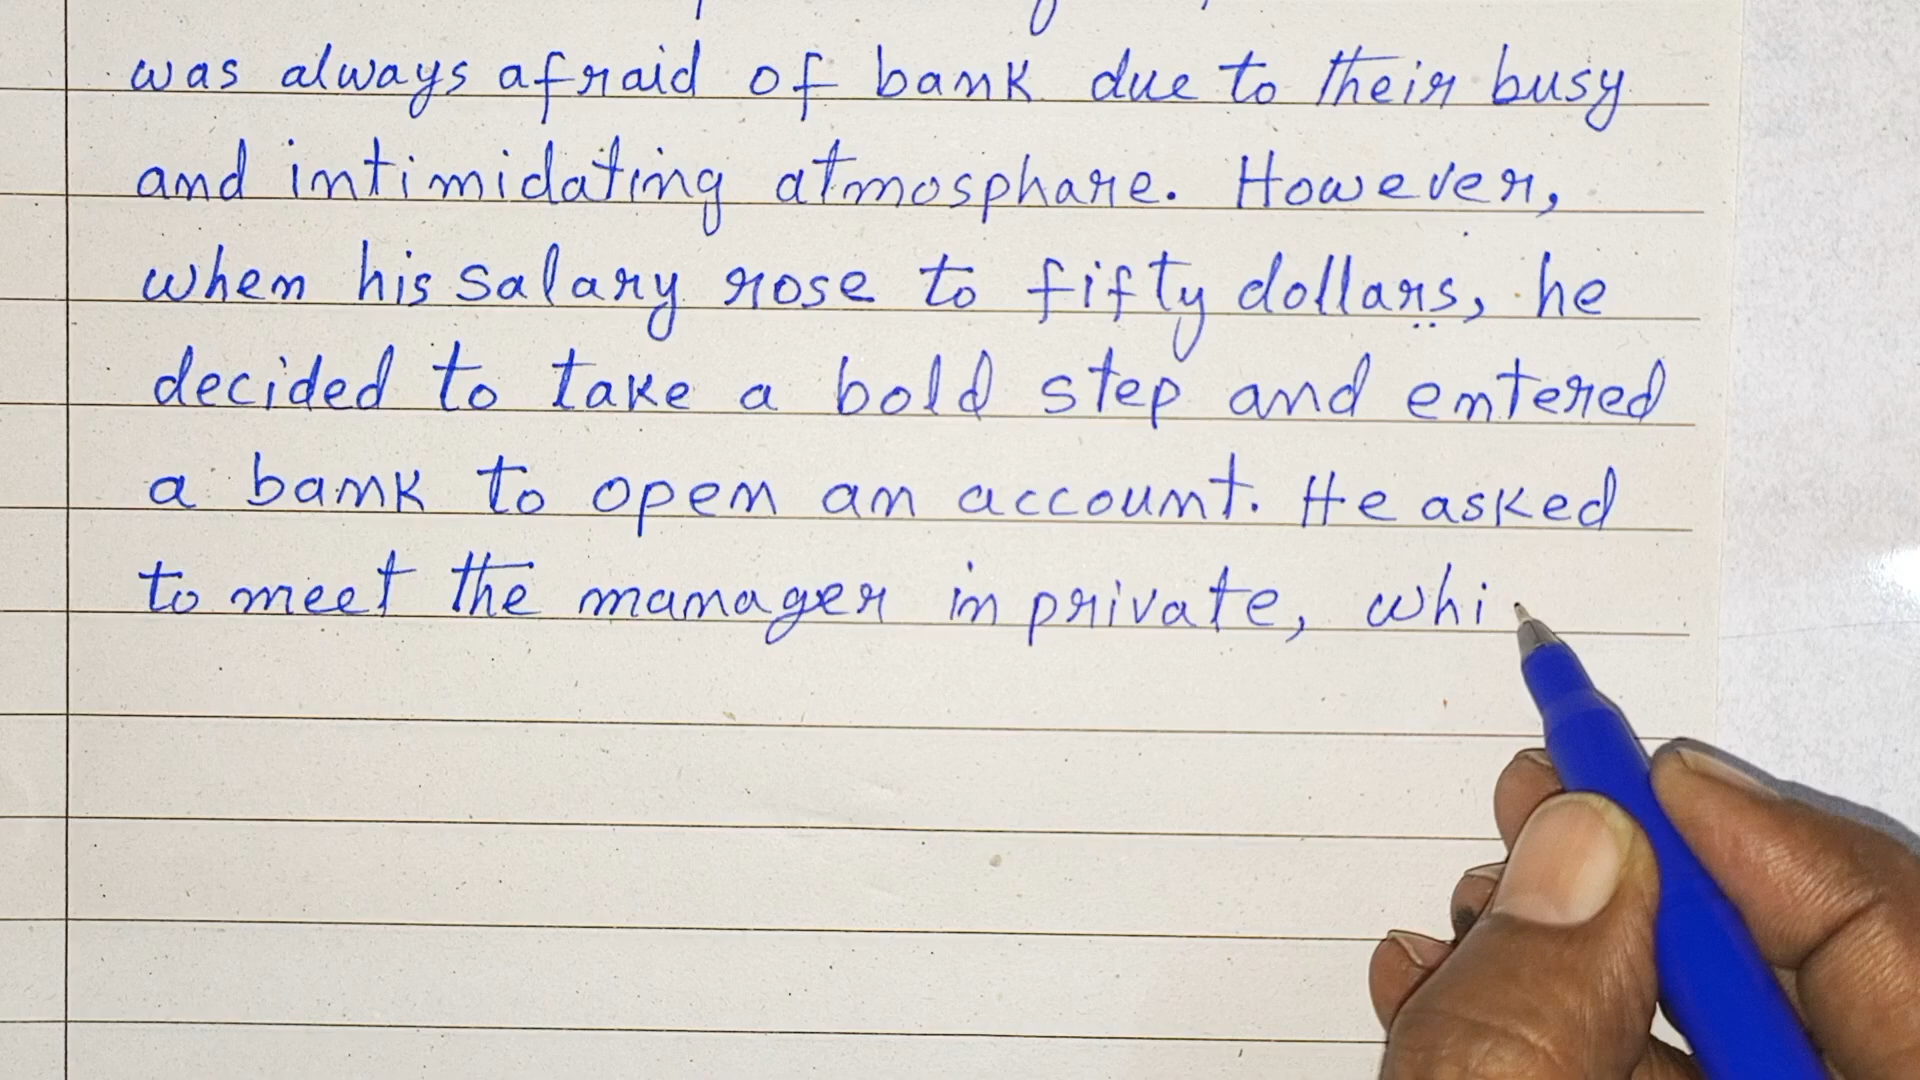 was always afraid of bank due to their busy
and intimidating atmosphare. However,
when his salary rose to fifty dollars, he
decided to take a bold step and entered
a bank to open an account. He asked
to meet the manager in private, whi